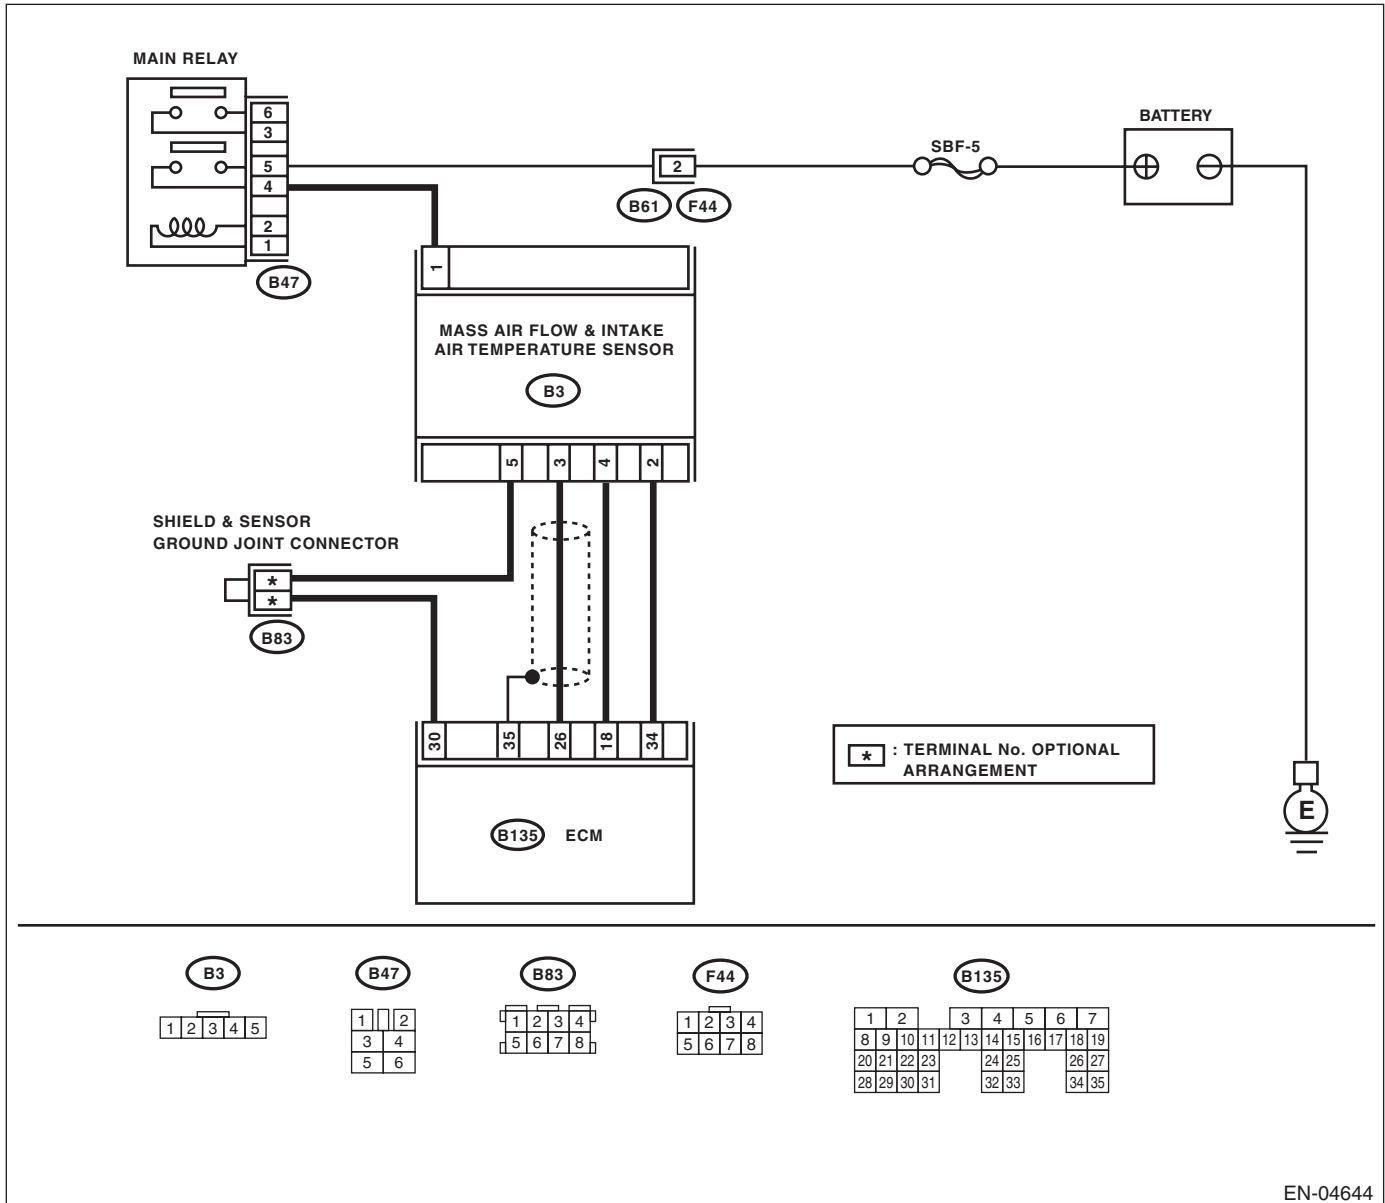 MAIN RELAY
6
3
5
4
2
1
B47
2
B61 F44
SBF-5
BATTERY
1
MASS AIR FLOW & INTAKE
AIR TEMPERATURE SENSOR
B3
5 3 4 2
SHIELD & SENSOR
GROUND JOINT CONNECTOR
*
*
B83
30 35 26 18 34
B135 ECM
* : TERMINAL No. OPTIONAL
ARRANGEMENT
E
B3 B47 B83 F44 B135
B3
1 2 3 4 5
B47
1 2
3 4
5 6
B83
1 2 3 4
5 6 7 8
F44
1 2 3 4
5 6 7 8
B135
1 2 3 4 5 6 7
8 9 10 11 12 13 14 15 16 17 18 19
20 21 22 23 24 25 26 27
28 29 30 31 32 33 34 35
EN-04644